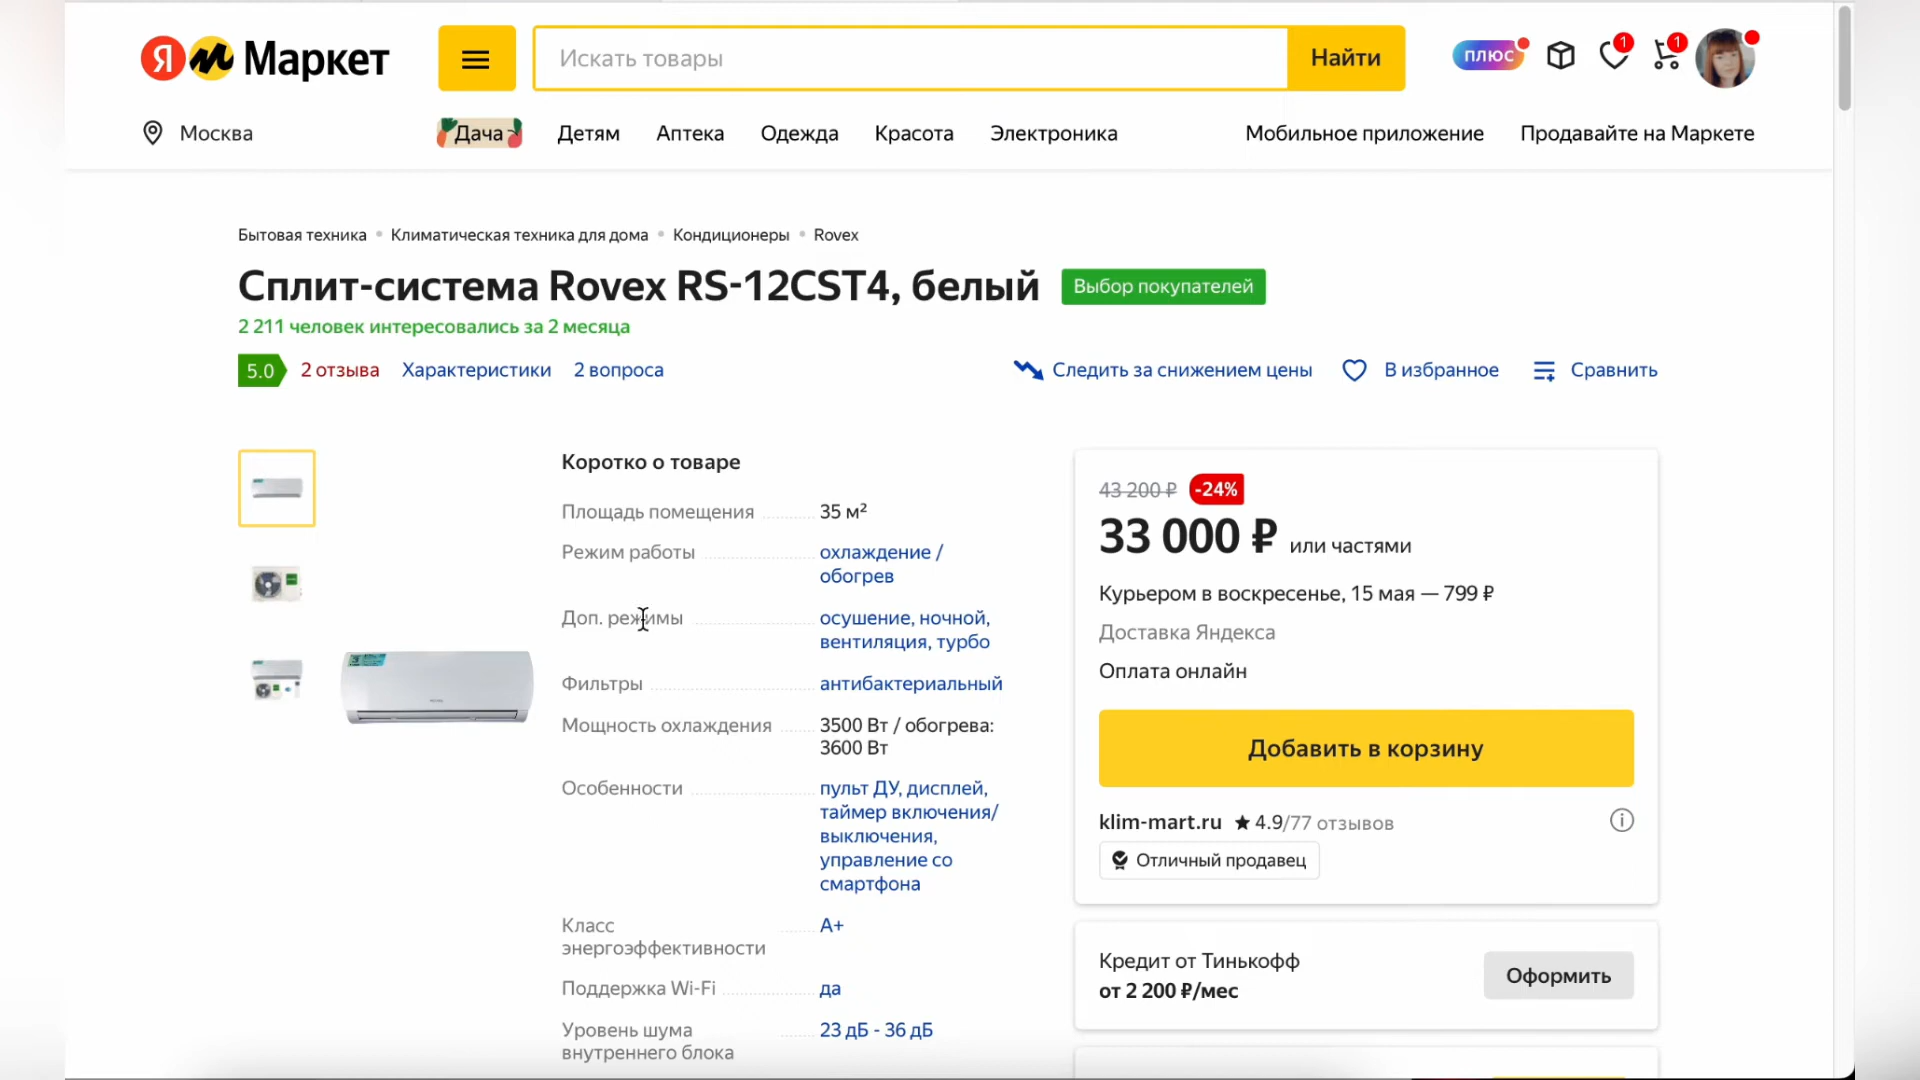 Я Маркет
Искать товары
Найти
плюс
1
1
Москва
Дача
Детям
Аптека
Одежда
Красота
Электроника
Мобильное приложение
Продавайте на Маркете
Бытовая техника • Климатическая техника для дома • Кондиционеры • Rovex
Сплит-система Rovex RS-12CST4, белый
Выбор покупателей
2 211 человек интересовались за 2 месяца
5.0
2 отзыва
Характеристики
2 вопроса
Следить за снижением цены
В избранное
Сравнить
Коротко о товаре
Площадь помещения
35 м²
Режим работы
охлаждение /
обогрев
Доп. режимы
осушение, ночной,
вентиляция, турбо
Фильтры
антибактериальный
Мощность охлаждения
3500 Вт / обогрева:
3600 Вт
Особенности
пульт ДУ, дисплей,
таймер включения/
выключения,
управление со
смартфона
Класс
энергоэффективности
A+
Поддержка Wi-Fi
да
Уровень шума
внутреннего блока
23 дБ - 36 дБ
43 200 ₽
-24%
33 000 ₽ или частями
Курьером в воскресенье, 15 мая — 799 ₽
Доставка Яндекса
Оплата онлайн
Добавить в корзину
klim-mart.ru ★ 4.9/77 отзывов
Отличный продавец
Кредит от Тинькофф
от 2 200 ₽/мес
Оформить